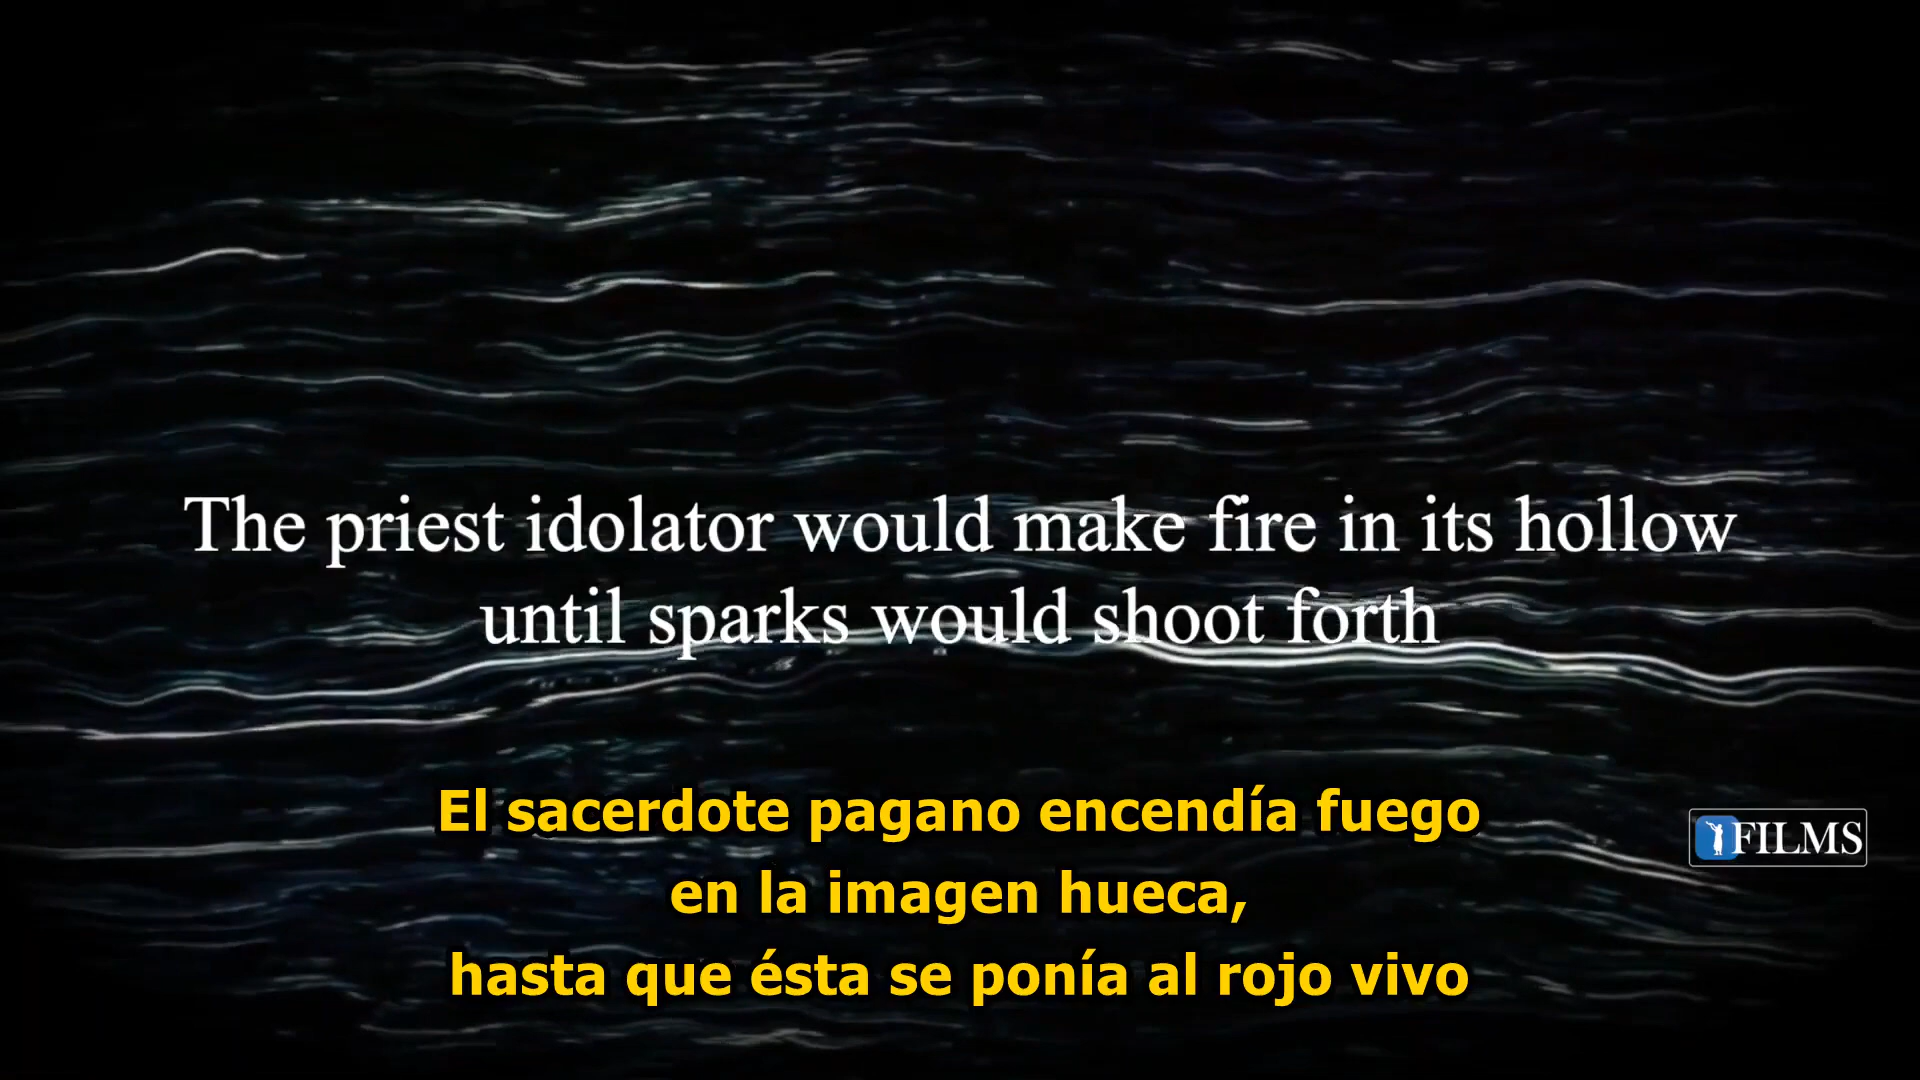 The priest idolator would make fire in its hollow
until sparks would shoot forth
El sacerdote pagano encendía fuego
en la imagen hueca,
hasta que ésta se ponía al rojo vivo
FILMS